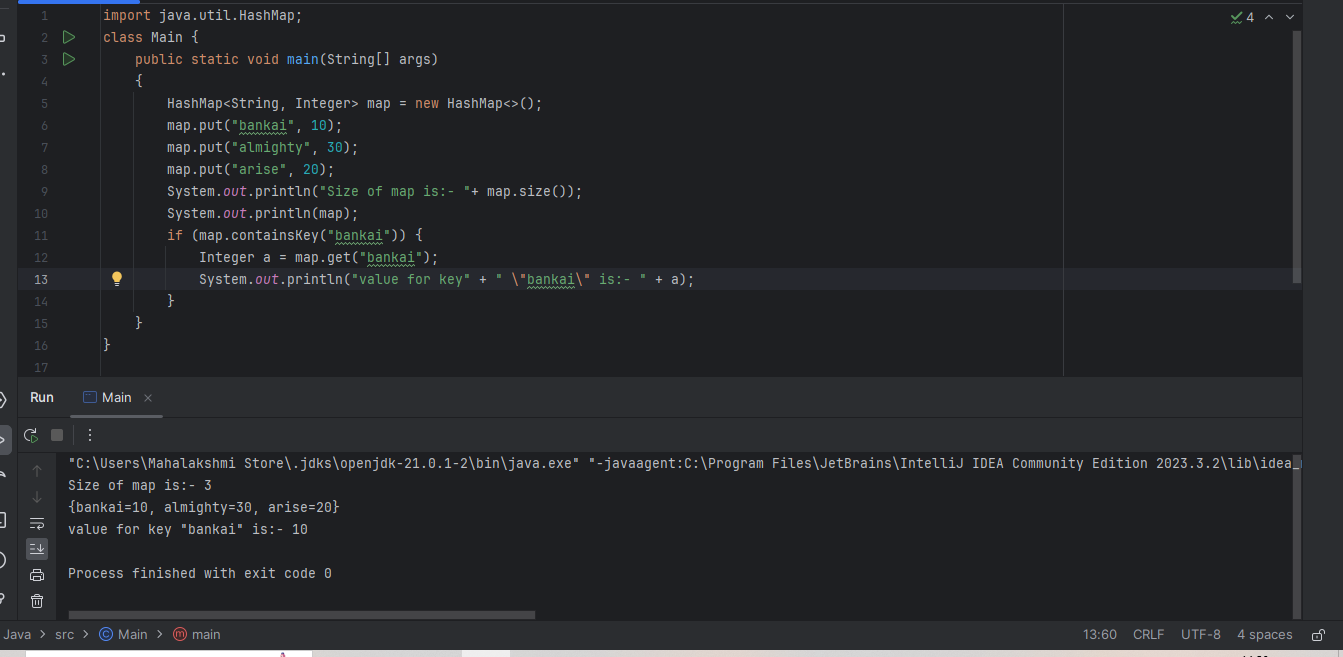 4
1 import java.util.HashMap;
2 class Main {
3 public static void main(String[] args)
4 {
5 HashMap<String, Integer> map = new HashMap<>();
6 map.put("bankai", 10);
7 map.put("almighty", 30);
8 map.put("arise", 20);
9 System.out.println("Size of map is:- "+ map.size());
10 System.out.println(map);
11 if (map.containsKey("bankai")) {
12 Integer a = map.get("bankai");
13 System.out.println("value for key" + " \"bankai\" is:- " + a);
14 }
15 }
16 }
17
Run Main
"C:\Users\Mahalakshmi Store\.jdks\openjdk-21.0.1-2\bin\java.exe" "-javaagent:C:\Program Files\JetBrains\IntelliJ IDEA Community Edition 2023.3.2\lib\idea_
Size of map is:- 3
{bankai=10, almighty=30, arise=20}
value for key "bankai" is:- 10
Process finished with exit code 0
Java > src > Main > main 13:60 CRLF UTF-8 4 spaces